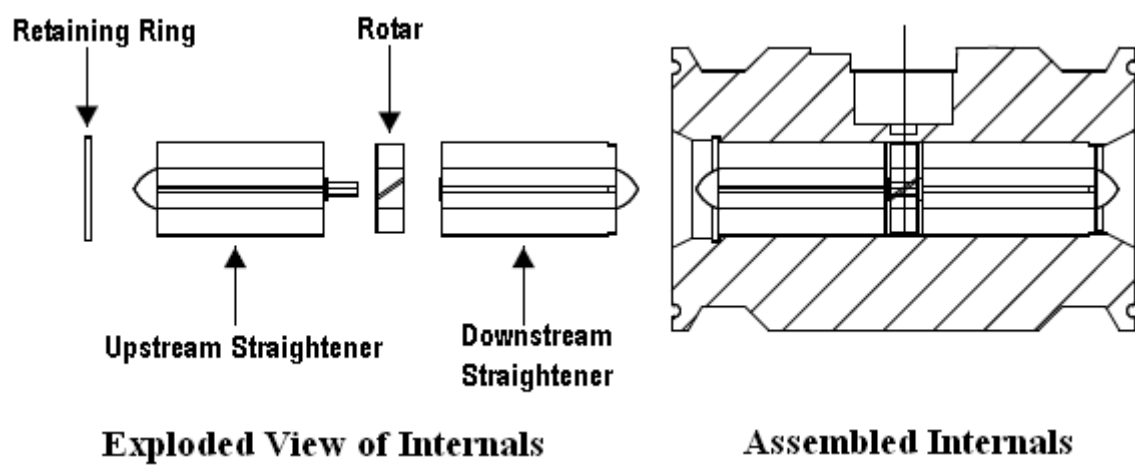 Retaining Ring
Rotar
Upstream Straightener
Downstream
Straightener
Exploded View of Internals
Assembled Internals